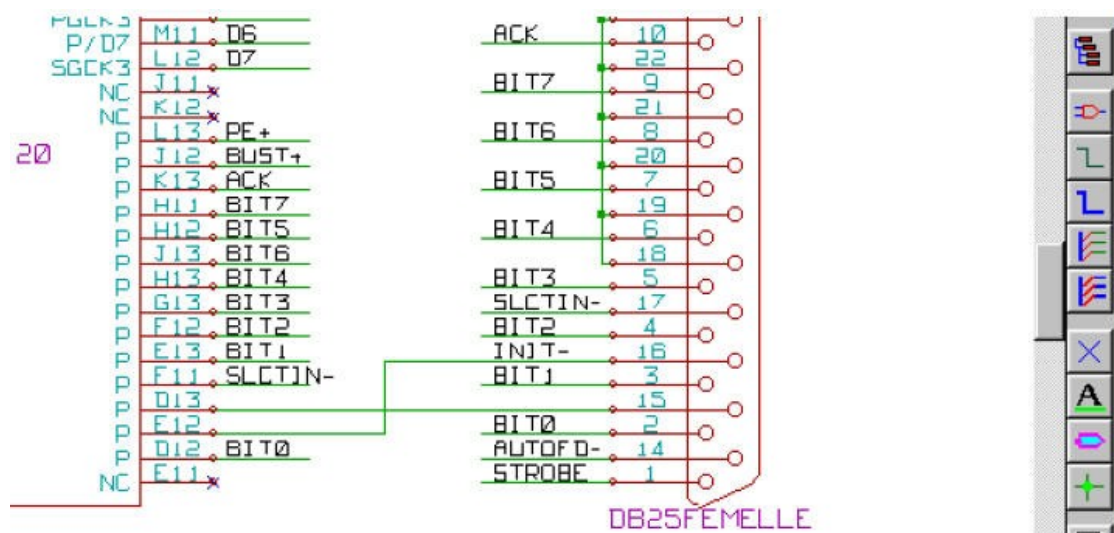 P/D7 M11 D6 ACK 10
SGCK3 L12 D7 22
NC J11 BIT7 9
NC K12 21
P L13 PE+ BIT6 8
20 P J12 BUST+ 20
P K13 ACK BIT5 7
P H11 BIT7 19
P H12 BIT5 BIT4 6
P J13 BIT6 18
P H13 BIT4 BIT3 5
P G13 BIT3 SLCTIN- 17
P F12 BIT2 BIT2 4
P E13 BIT1 INIT- 16
P F11 SLCTIN- BIT1 3
P D13 15
P E12 BIT0 2
P D12 BIT0 AUTOFD- 14
NC E11 STROBE 1
DB25FEMELLE
A